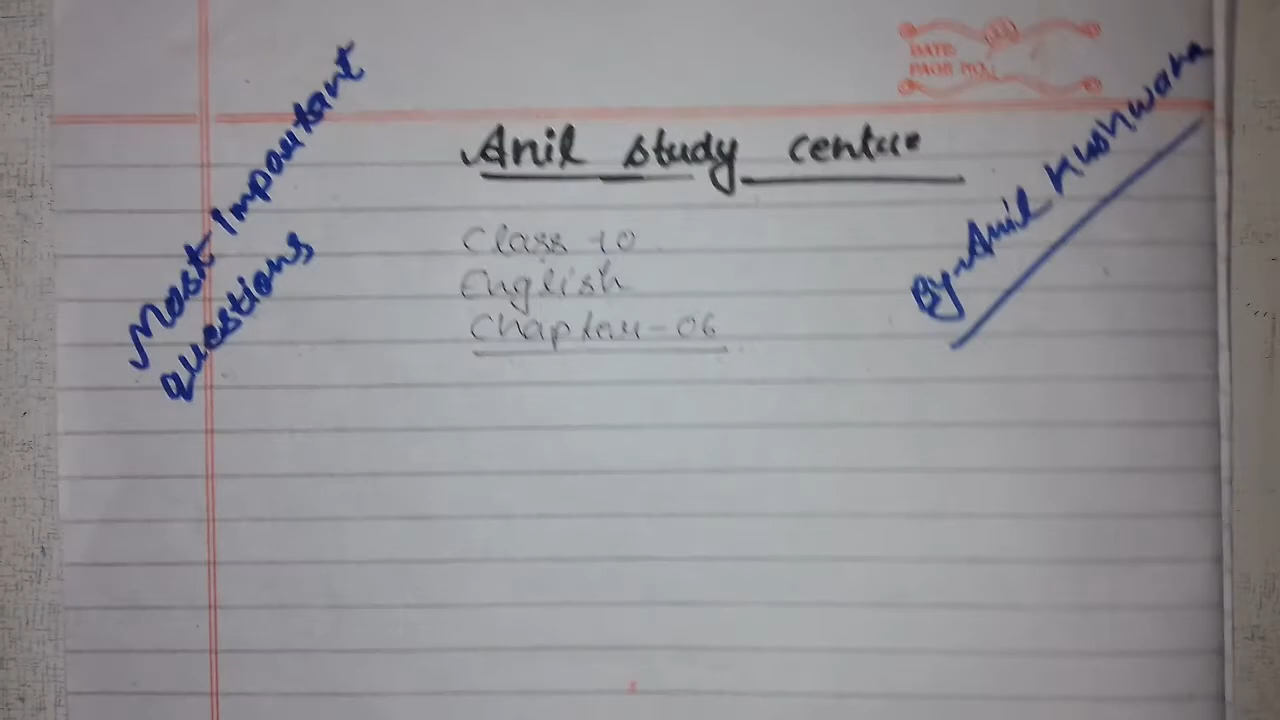 DATE
PAGE NO.
Most Important
questions
Anil study centre
By-Anil Kushwaha
Class 10
English
Chapter-06